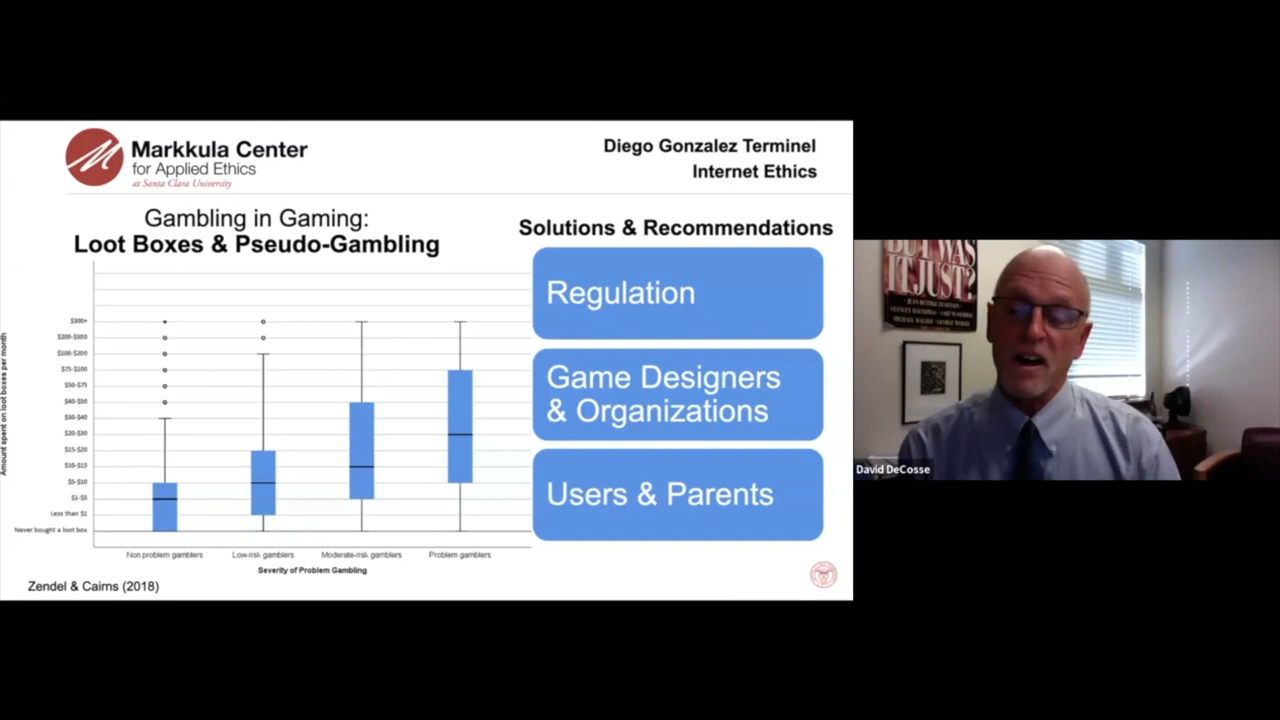 Markkula Center
for Applied Ethics
at Santa Clara University
Diego Gonzalez Terminel
Internet Ethics
Gambling in Gaming:
Loot Boxes & Pseudo-Gambling
Amount spent on loot boxes per month
$300+
$200-$300
$100-$200
$75-$100
$50-$75
$40-$50
$30-$40
$20-$30
$15-$20
$10-$15
$5-$10
$1-$5
Less than $1
Never bought a loot box
Non problem gamblers
Low-risk gamblers
Moderate-risk gamblers
Problem gamblers
Severity of Problem Gambling
Zendel & Cairns (2018)
Solutions & Recommendations
Regulation
Game Designers
& Organizations
Users & Parents
BUT WAS
IT JUST?
David DeCosse